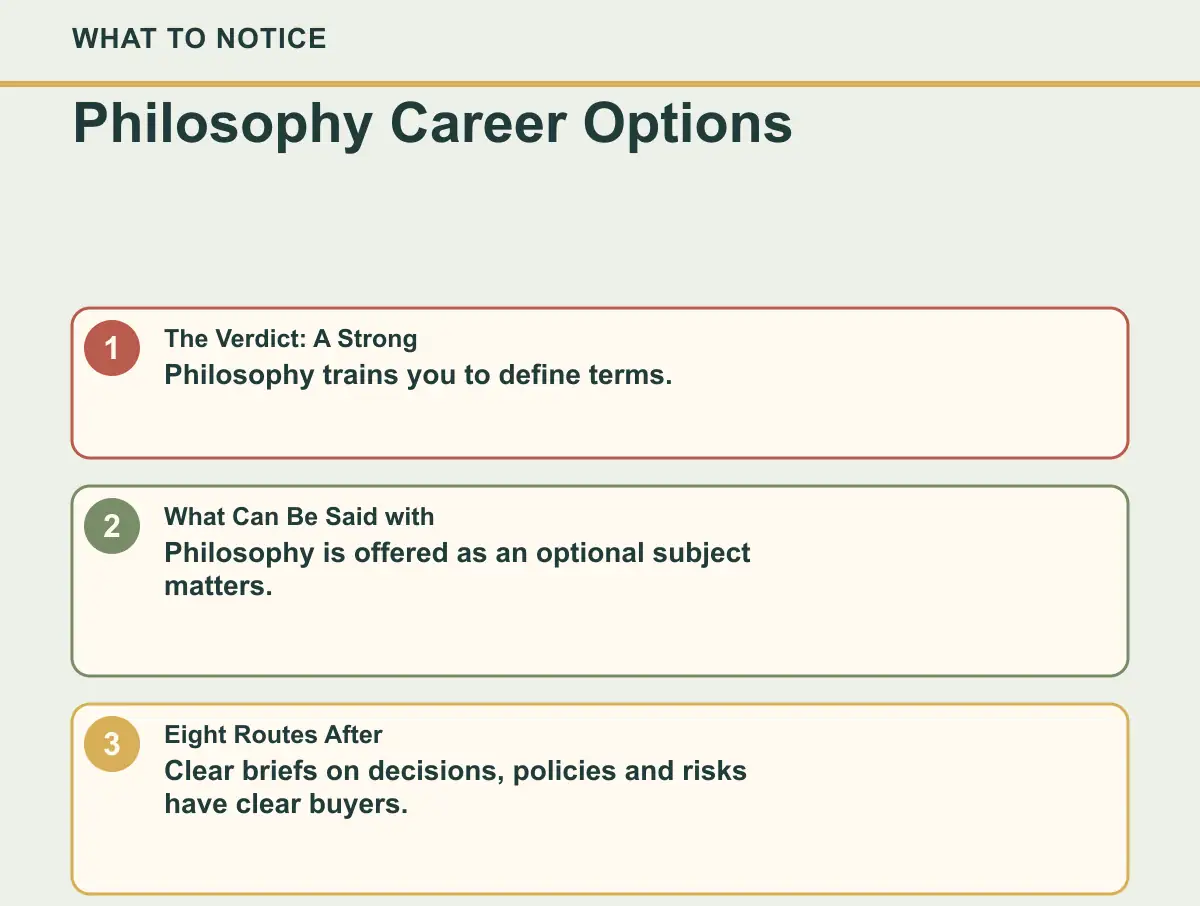 WHAT TO NOTICE
Philosophy Career Options
1
The Verdict: A Strong
Philosophy trains you to define terms.
2
What Can Be Said with
Philosophy is offered as an optional subject
matters.
3
Eight Routes After
Clear briefs on decisions, policies and risks
have clear buyers.